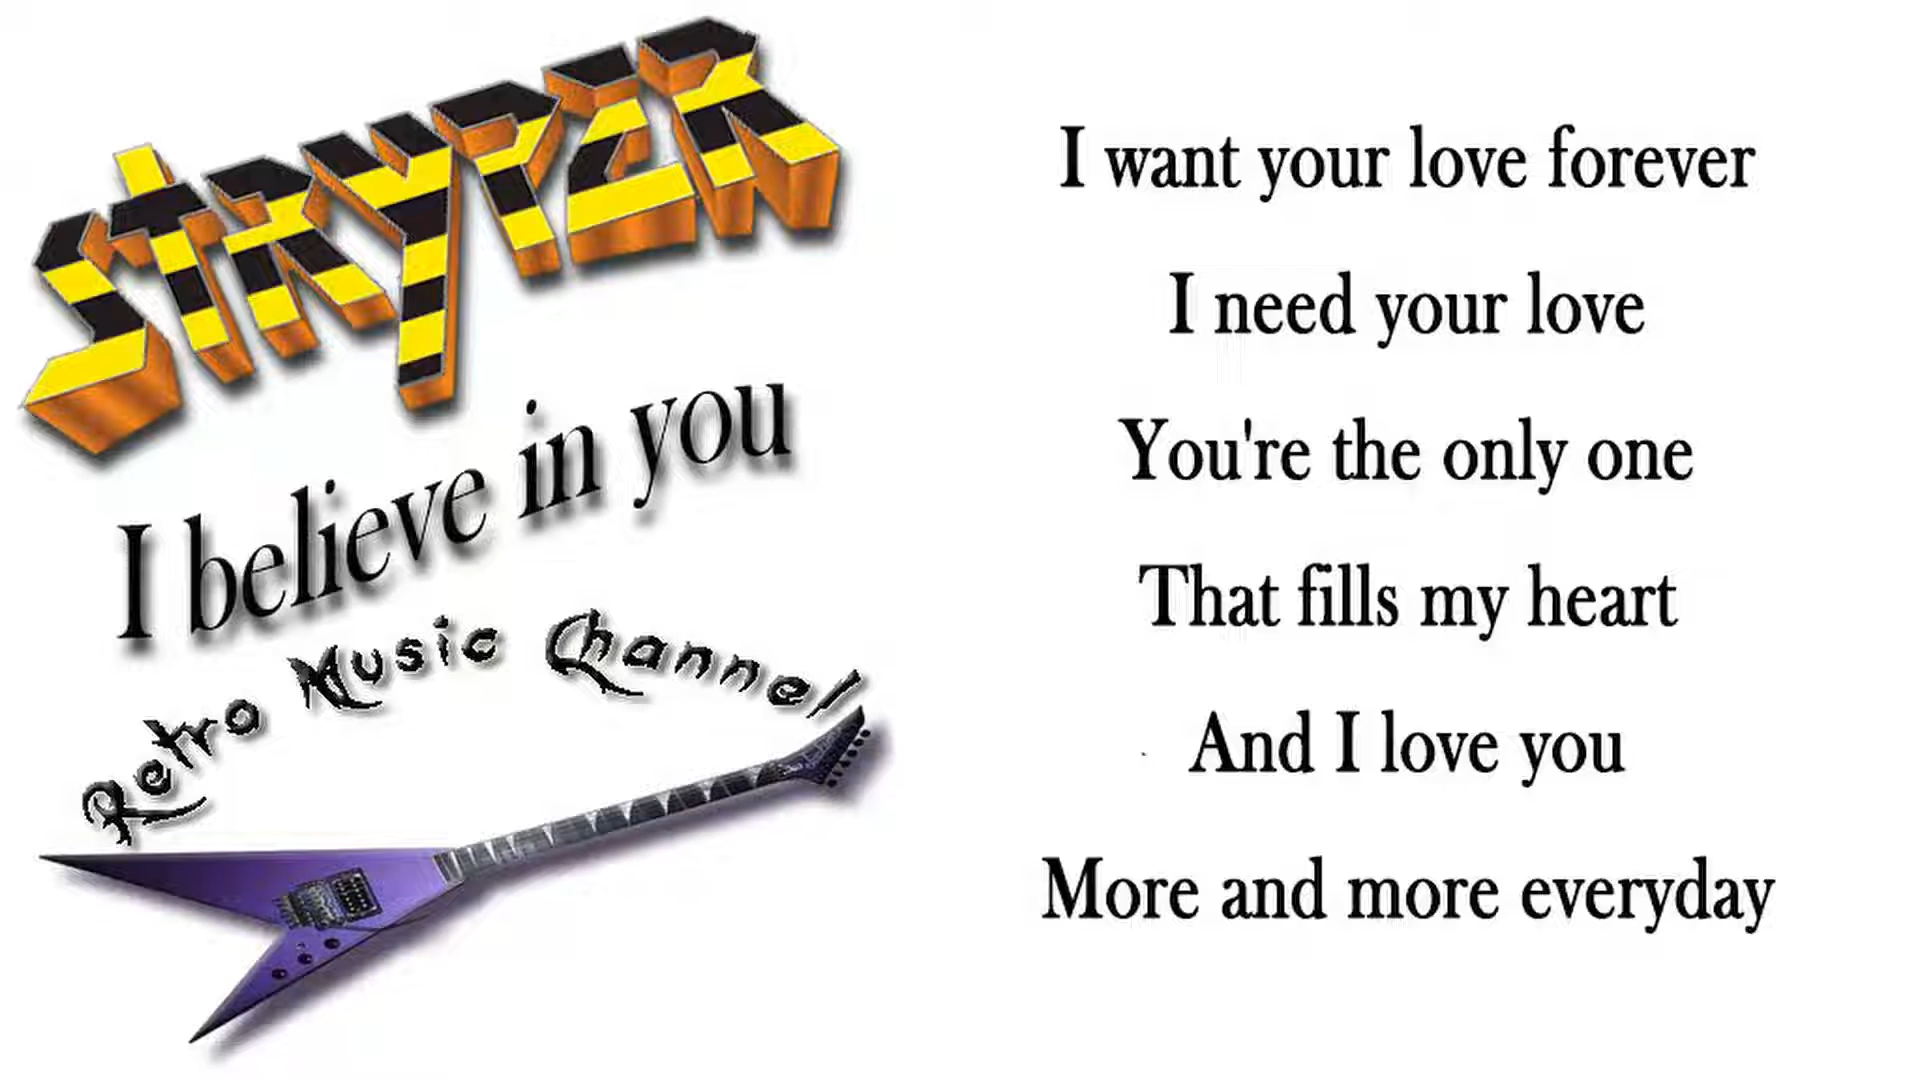 STRYPER
I believe in you
Retro Music Channel
I want your love forever
I need your love
You're the only one
That fills my heart
And I love you
More and more everyday